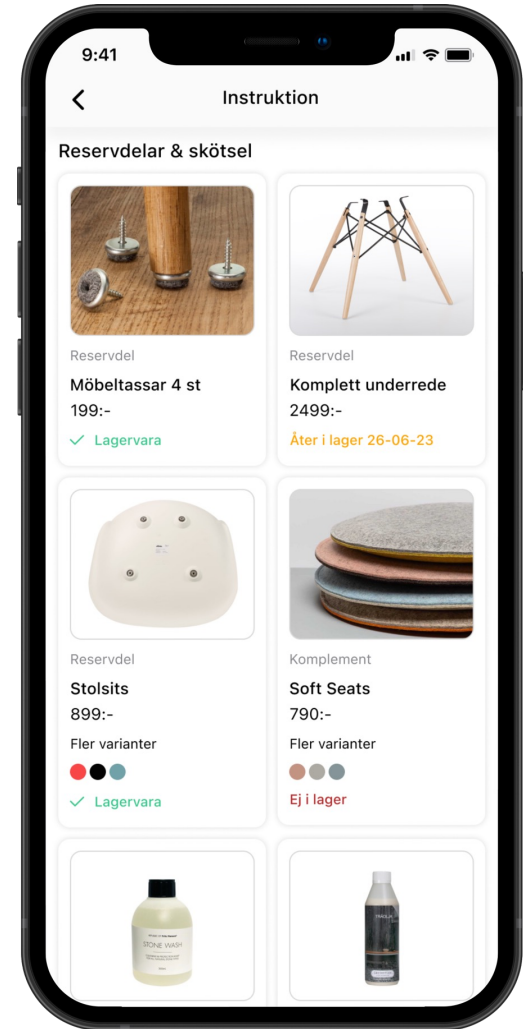 9:41
Instruktion
Reservdelar & skötsel
Reservdel
Möbeltassar 4 st
199:-
Lagervara
Reservdel
Komplett underrede
2499:-
Åter i lager 26-06-23
Reservdel
Stolsits
899:-
Fler varianter
Lagervara
Komplement
Soft Seats
790:-
Fler varianter
Ej i lager
STONE WASH